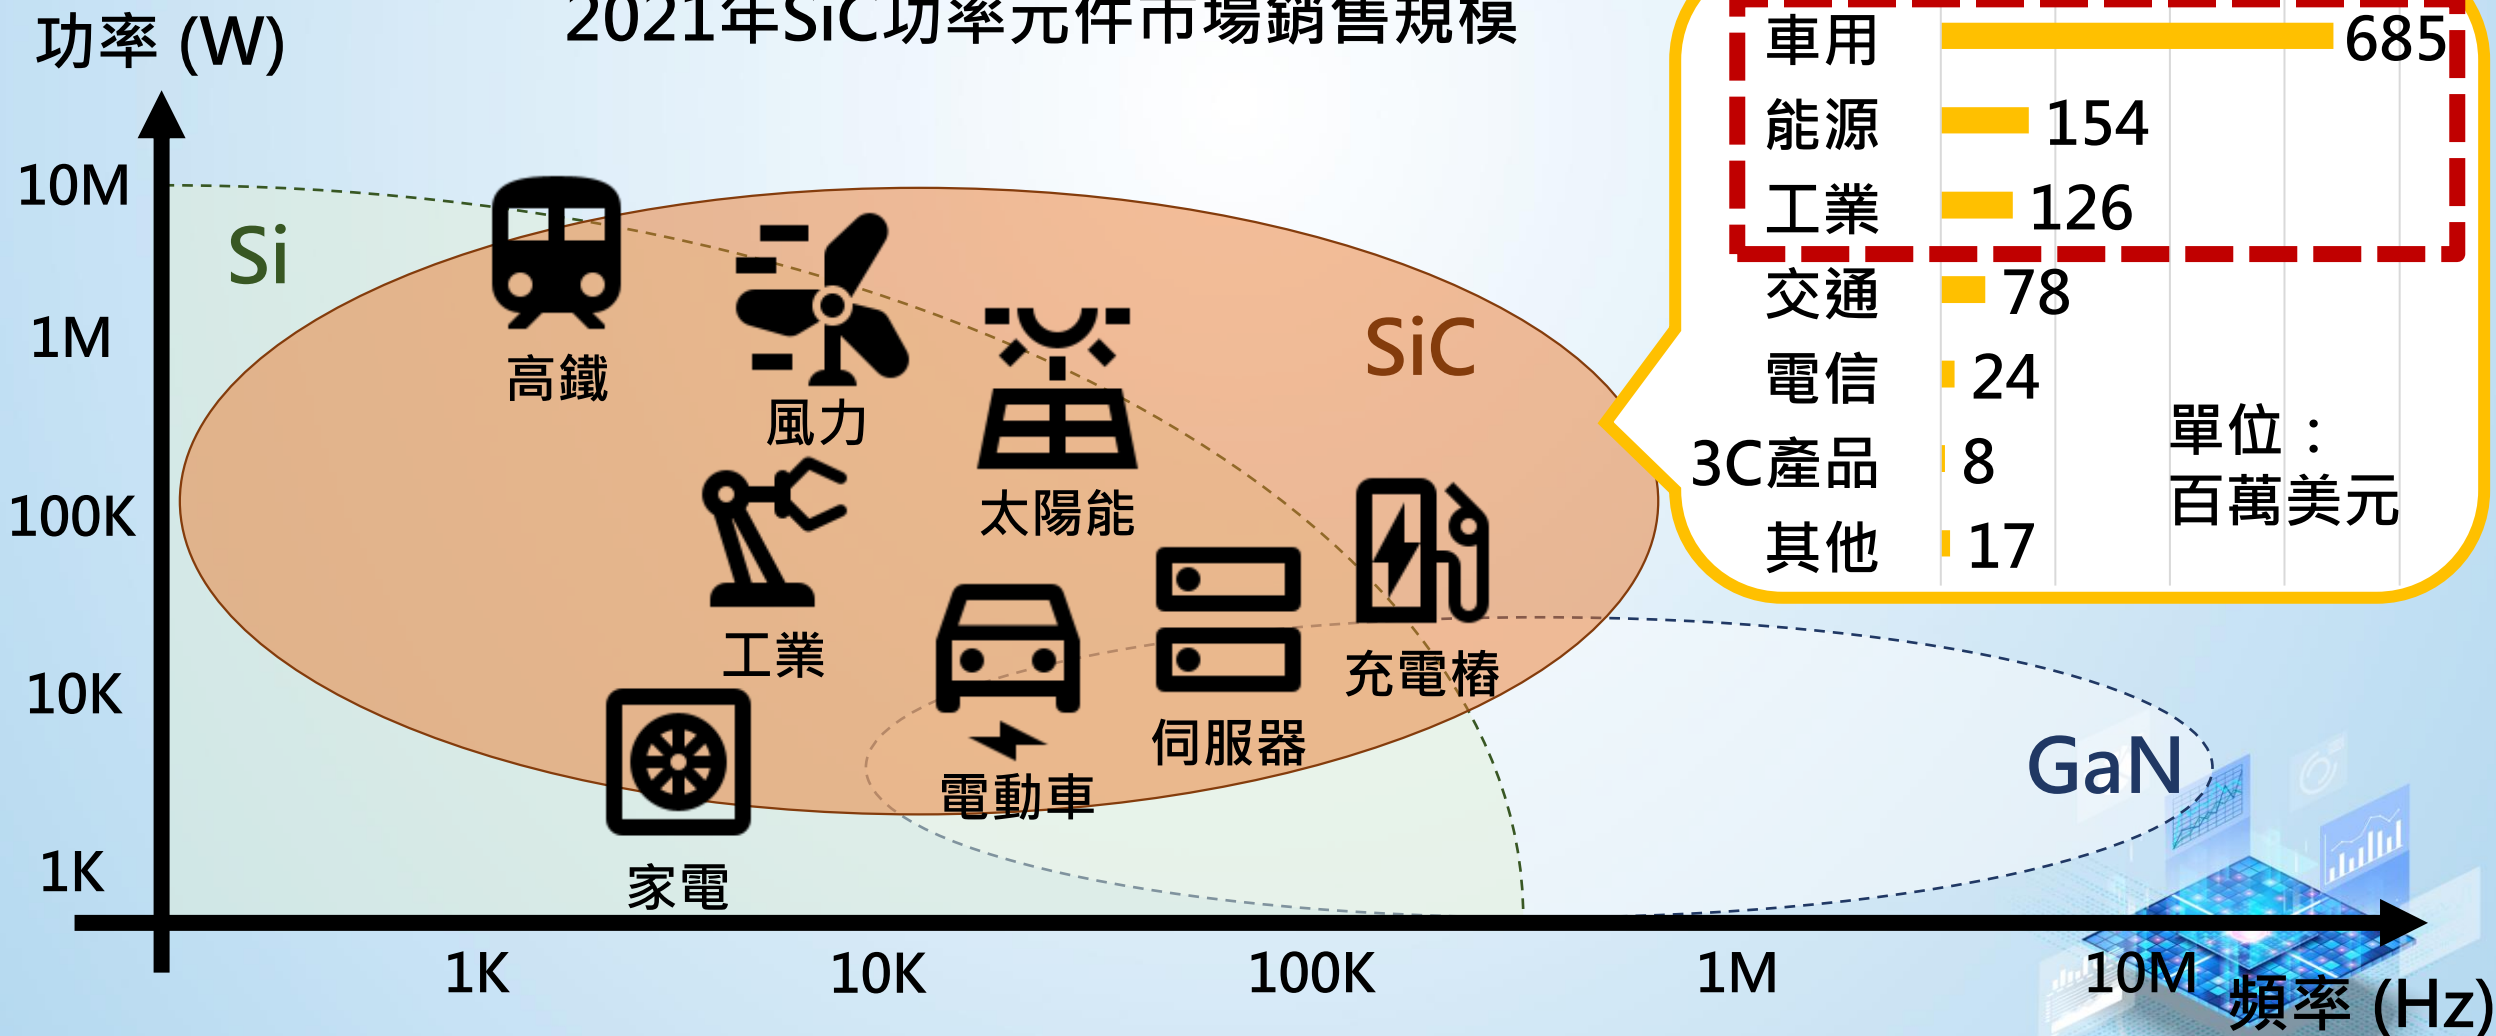 2021年SiC功率元件市場銷售規模
功率 (W)
10M
1M
100K
10K
1K
Si
SiC
GaN
高鐵
風力
太陽能
工業
充電樁
伺服器
電動車
家電
車用 685
能源 154
工業 126
交通 78
電信 24
3C產品 8
其他 17
單位：
百萬美元
1K
10K
100K
1M
10M
頻率 (Hz)